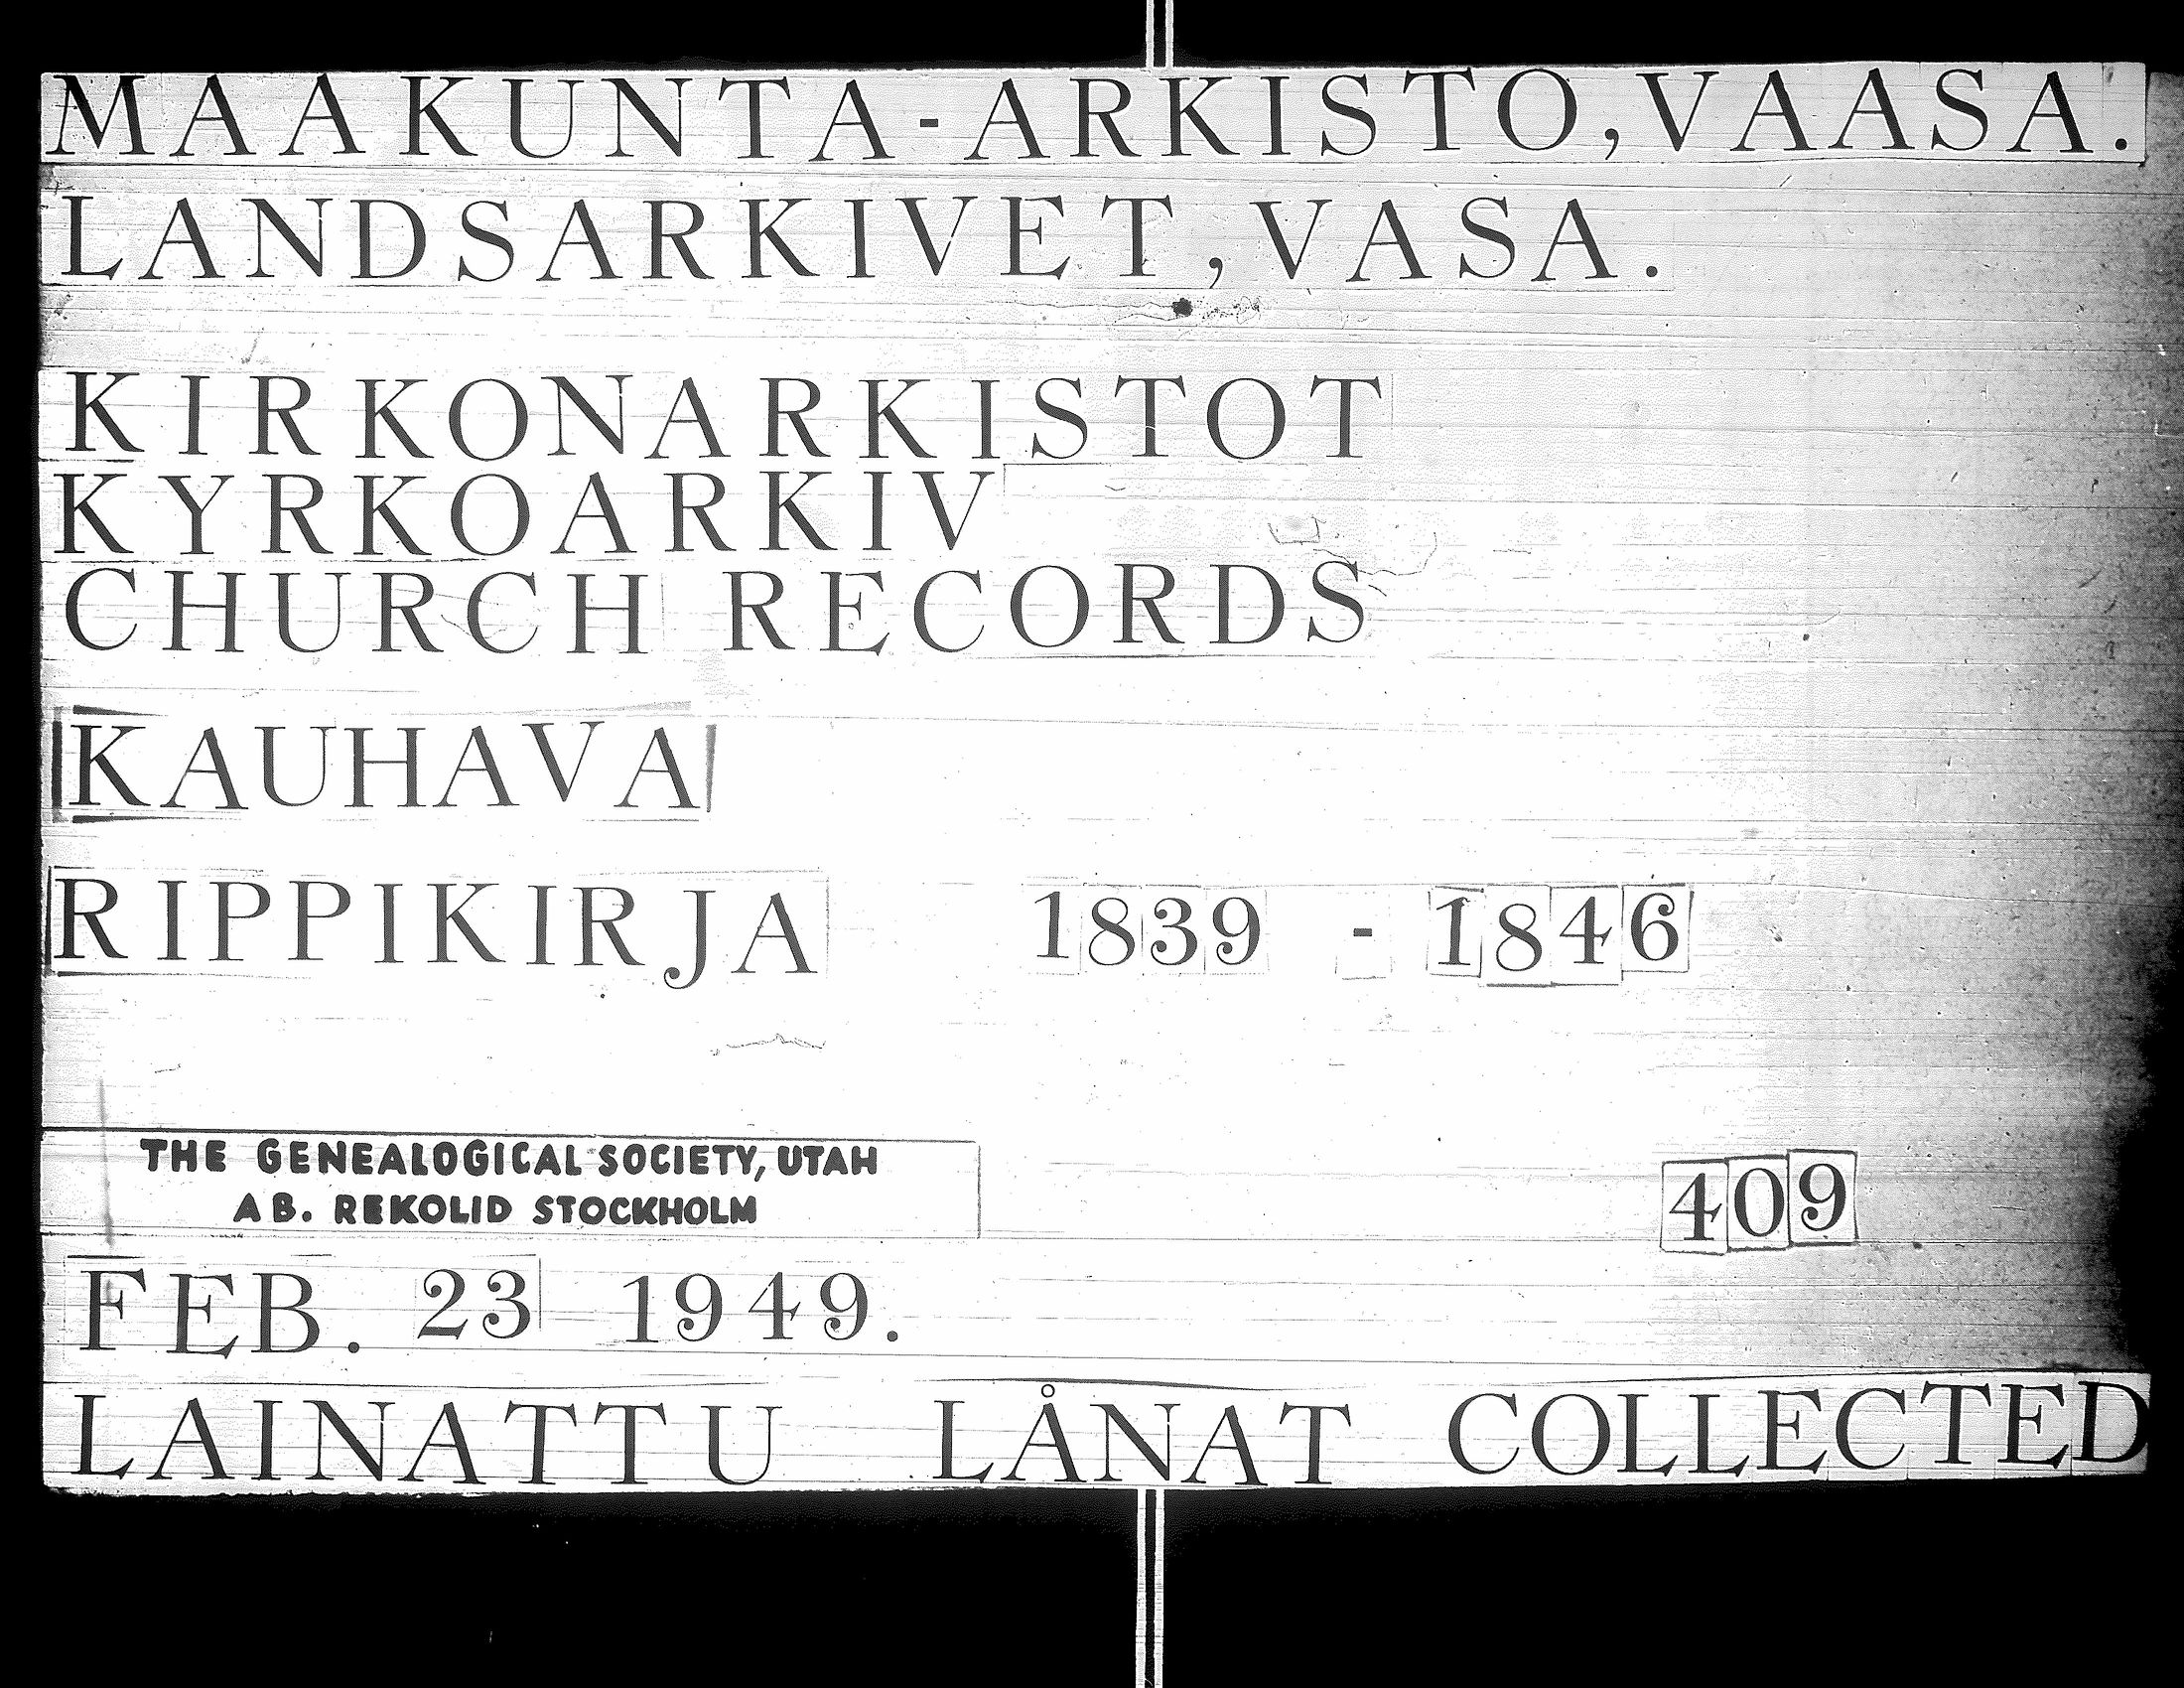 MAAKUNTA-ARKISTO, VAASA.
LANDSARKIVET, VASA.
KIRKONARKISTOT
KYRKOARKIV
CHURCH RECORDS
KAUHAVA
RIPPIKIRJA 1839 - 1846
THE GENEALOGICAL SOCIETY, UTAH
AB. REKOLID STOCKHOLM
409
FEB. 23 1949.
LAINATTU LÅNAT COLLECTED